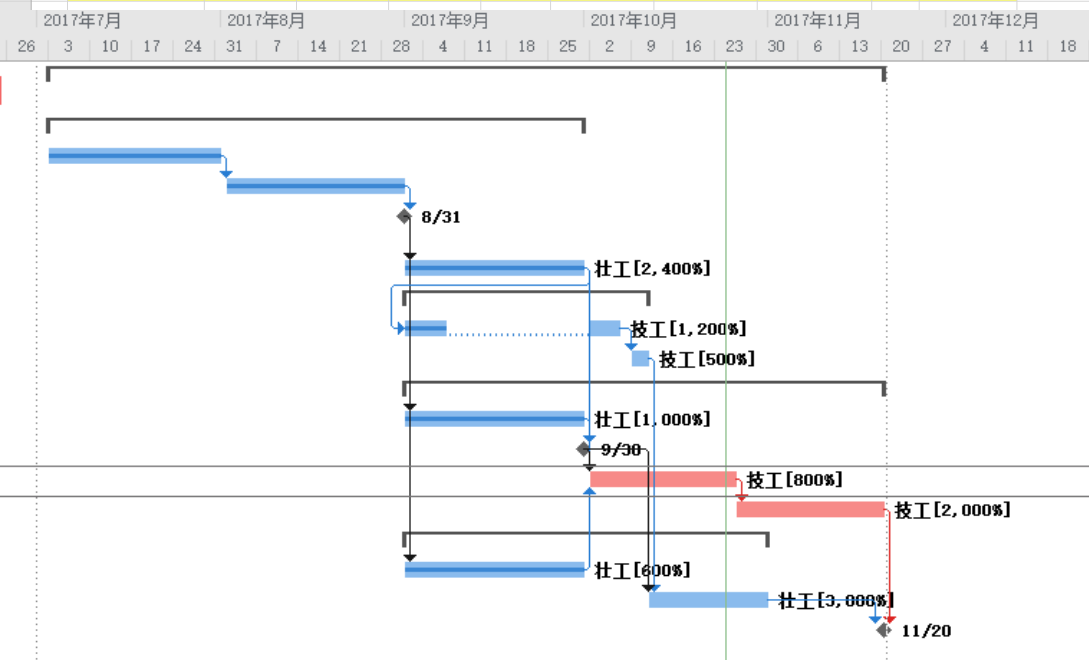 2017年7月 2017年8月 2017年9月 2017年10月 2017年11月 2017年12月
26 3 10 17 24 31 7 14 21 28 4 11 18 25 2 9 16 23 30 6 13 20 27 4 11 18
8/31
壮工[2,400%]
技工[1,200%]
技工[500%]
壮工[1,000%]
9/30
技工[800%]
技工[2,000%]
壮工[600%]
壮工[3,000%]
11/20